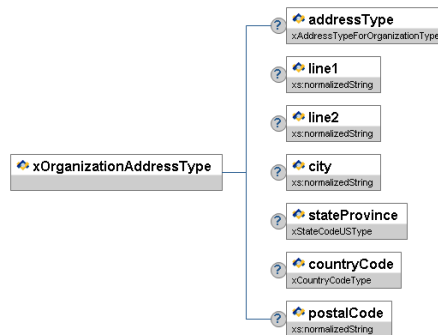 addressType
xAddressTypeForOrganizationType
?
line1
xs:normalizedString
?
line2
xs:normalizedString
?
xOrganizationAddressType
city
xs:normalizedString
?
stateProvince
xStateCodeUSType
?
countryCode
xCountryCodeType
?
postalCode
xs:normalizedString
?